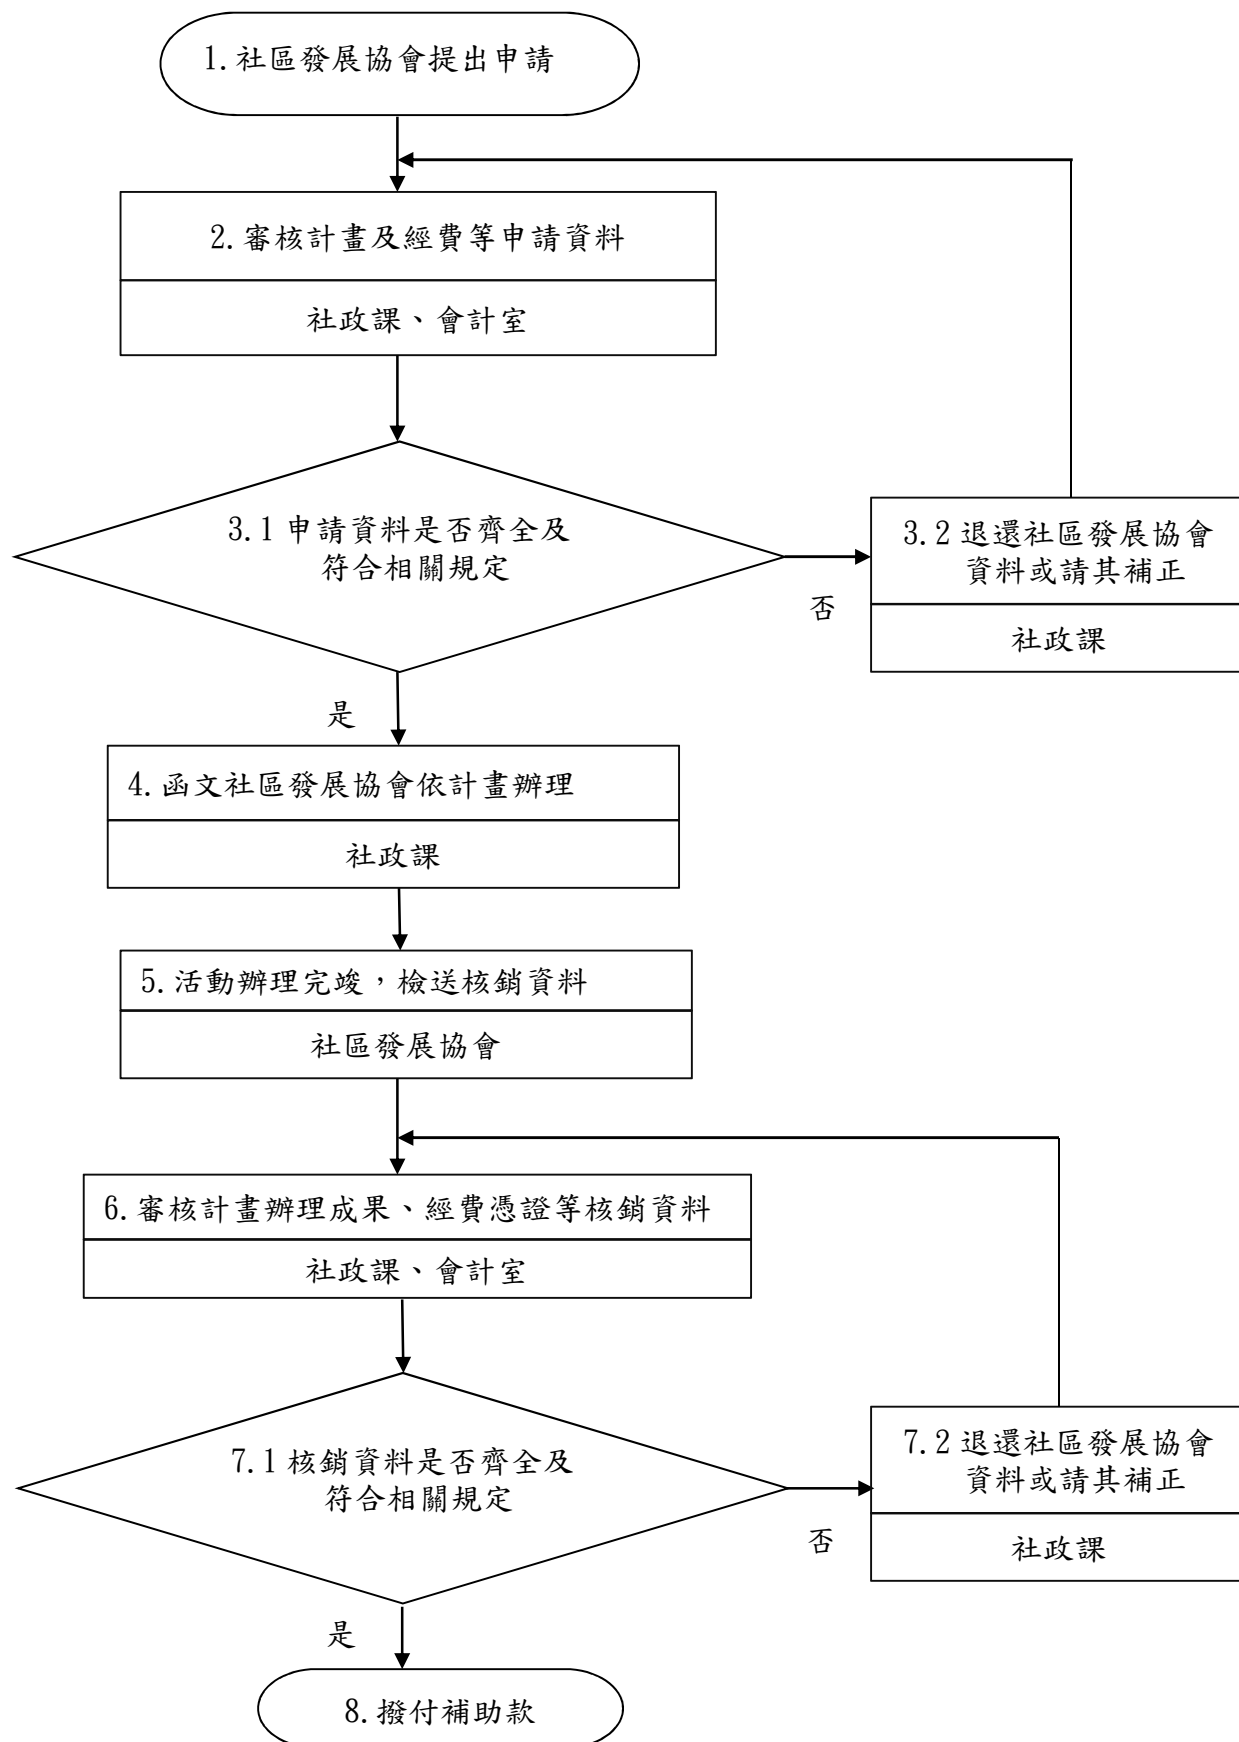 1.社區發展協會提出申請
2.審核計畫及經費等申請資料
社政課、會計室
3.1 申請資料是否齊全及
符合相關規定
否
3.2 退還社區發展協會
資料或請其補正
社政課
是
4.函文社區發展協會依計畫辦理
社政課
5.活動辦理完竣，檢送核銷資料
社區發展協會
6.審核計畫辦理成果、經費憑證等核銷資料
社政課、會計室
7.1 核銷資料是否齊全及
符合相關規定
否
7.2 退還社區發展協會
資料或請其補正
社政課
是
8.撥付補助款